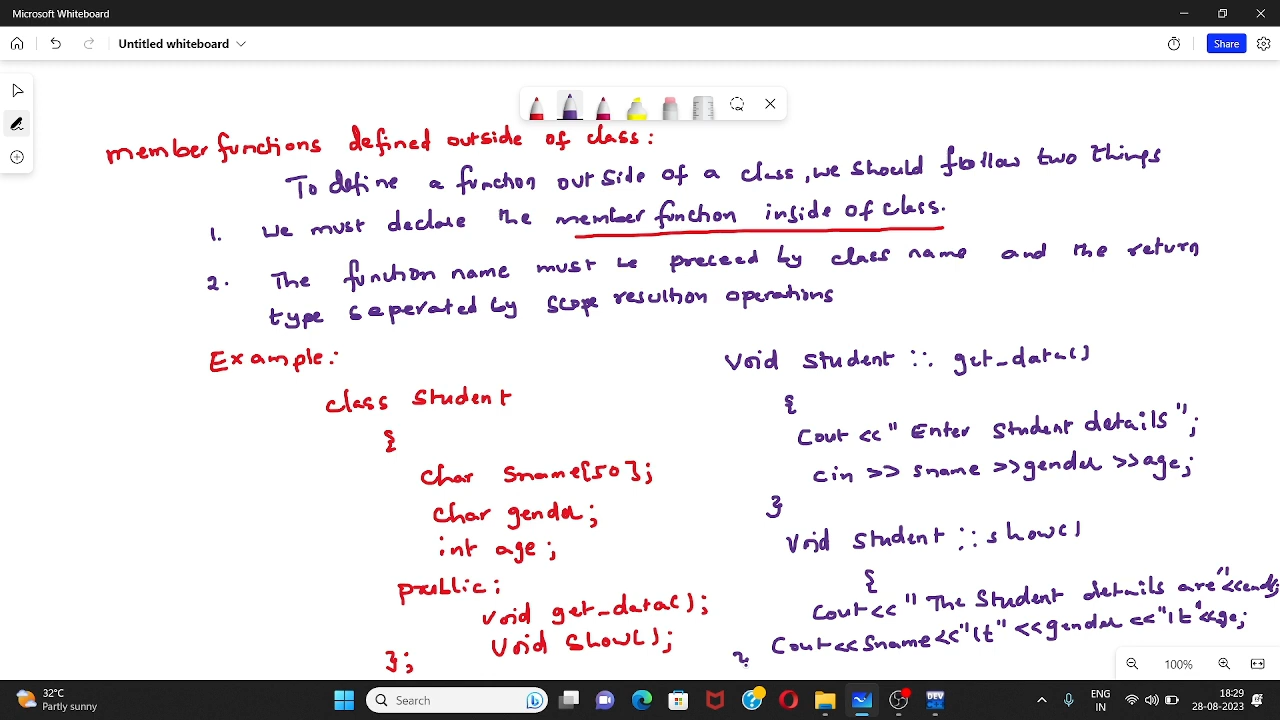 Microsoft Whiteboard
Untitled whiteboard
Share
member functions defined outside of class:
To define a function outside of a class, we should follow two things
1. We must declare the member function inside of class.
2. The function name must be preceed by class name and the return
type seperated by scope resultion operations
Example:
class Student
{
char Sname[50];
char gender;
int age;
public:
void get_data();
void show();
};
void student :: get_data()
{
cout << " Enter student details ";
cin >> sname >>gender >>age;
}
void student :: show()
{
cout << " The student details are"<<endl;
cout<<sname<<"\t"<<gender<<"\t"<<age;
}
100%
32°C
Partly sunny
Search
DEV
ENG
IN
18:29
28-08-2023